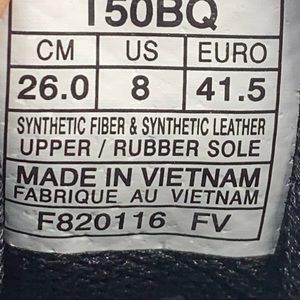 150BQ
CM US EURO
26.0 8 41.5
SYNTHETIC FIBER & SYNTHETIC LEATHER
UPPER / RUBBER SOLE
MADE IN VIETNAM
FABRIQUE AU VIETNAM
F820116 FV